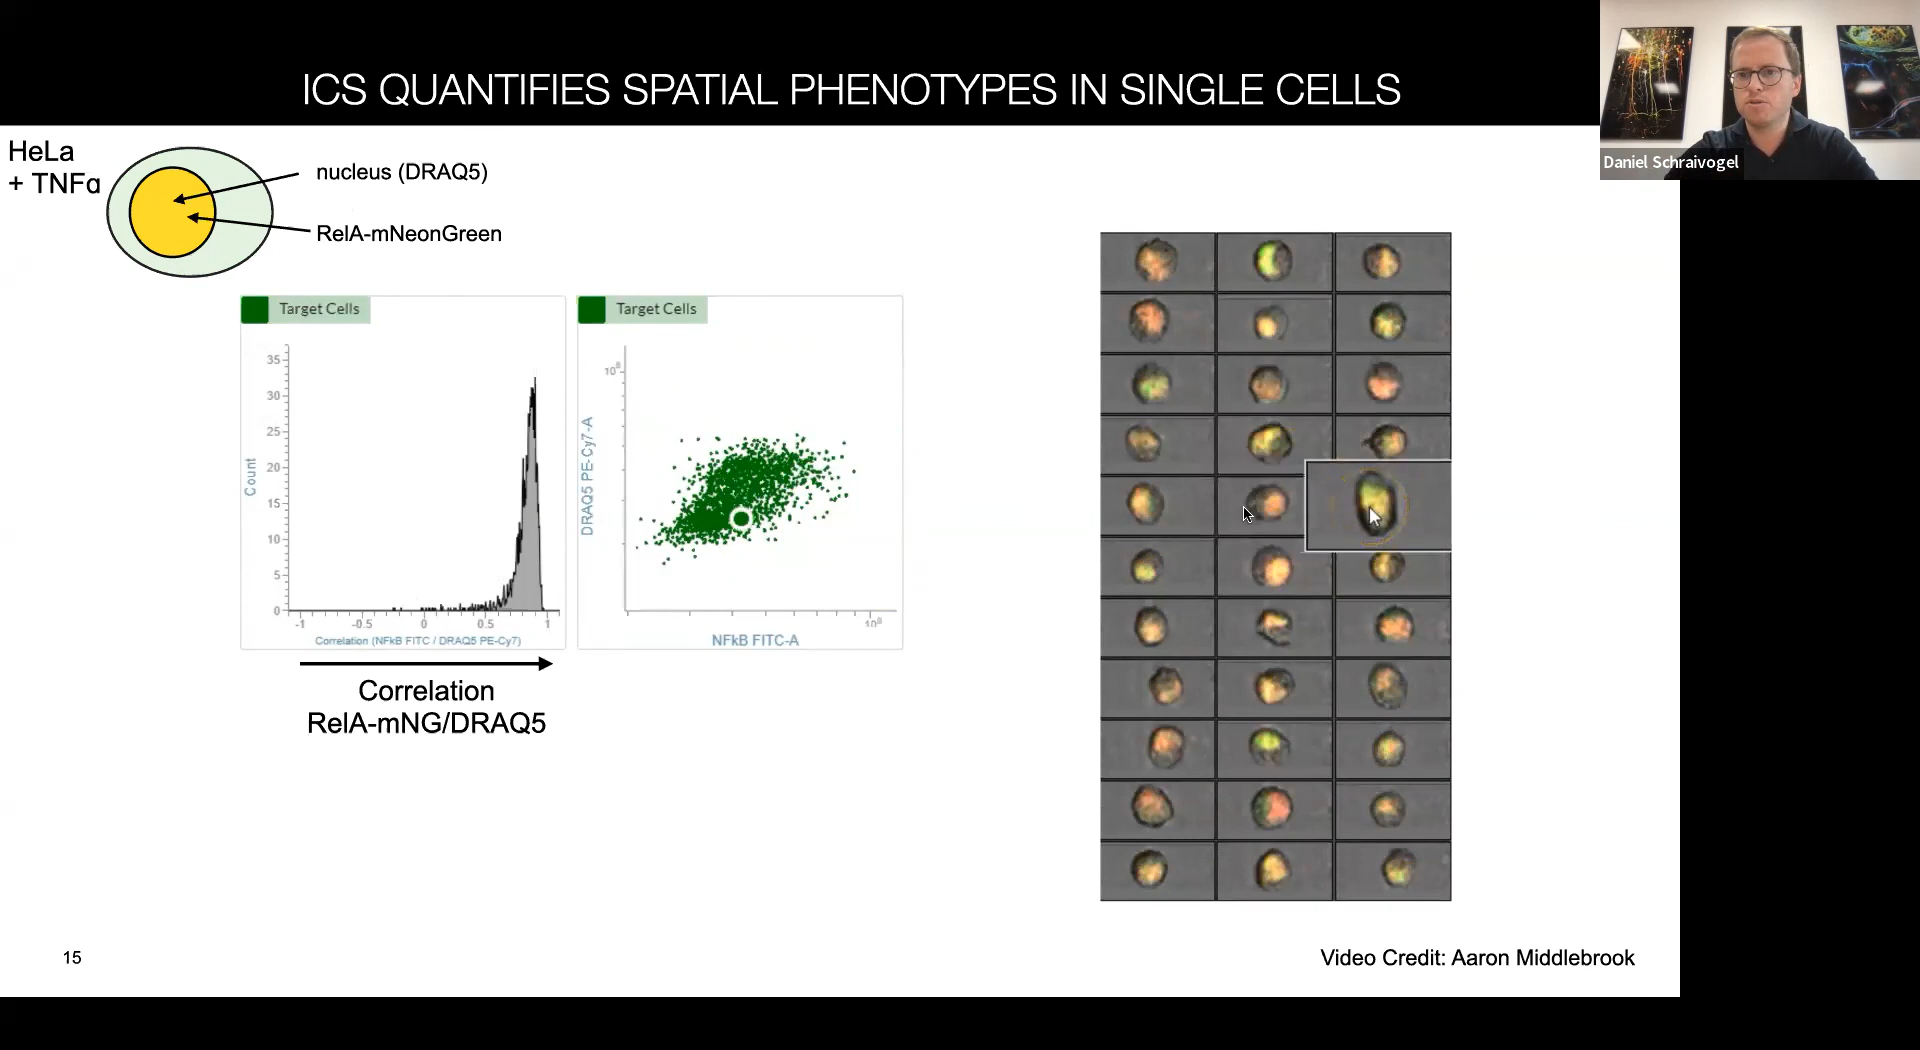 ICS QUANTIFIES SPATIAL PHENOTYPES IN SINGLE CELLS
Daniel Schraivogel
HeLa
+ TNFα
nucleus (DRAQ5)
RelA-mNeonGreen
Target Cells
Count
35
30
25
20
15
10
5
0
-1 -0.5 0 0.5 1
Correlation (NFkB FITC / DRAQ5 PE-Cy7)
Target Cells
DRAQ5 PE-Cy7-A
10⁸
10⁸
NFkB FITC-A
Correlation
RelA-mNG/DRAQ5
15
Video Credit: Aaron Middlebrook